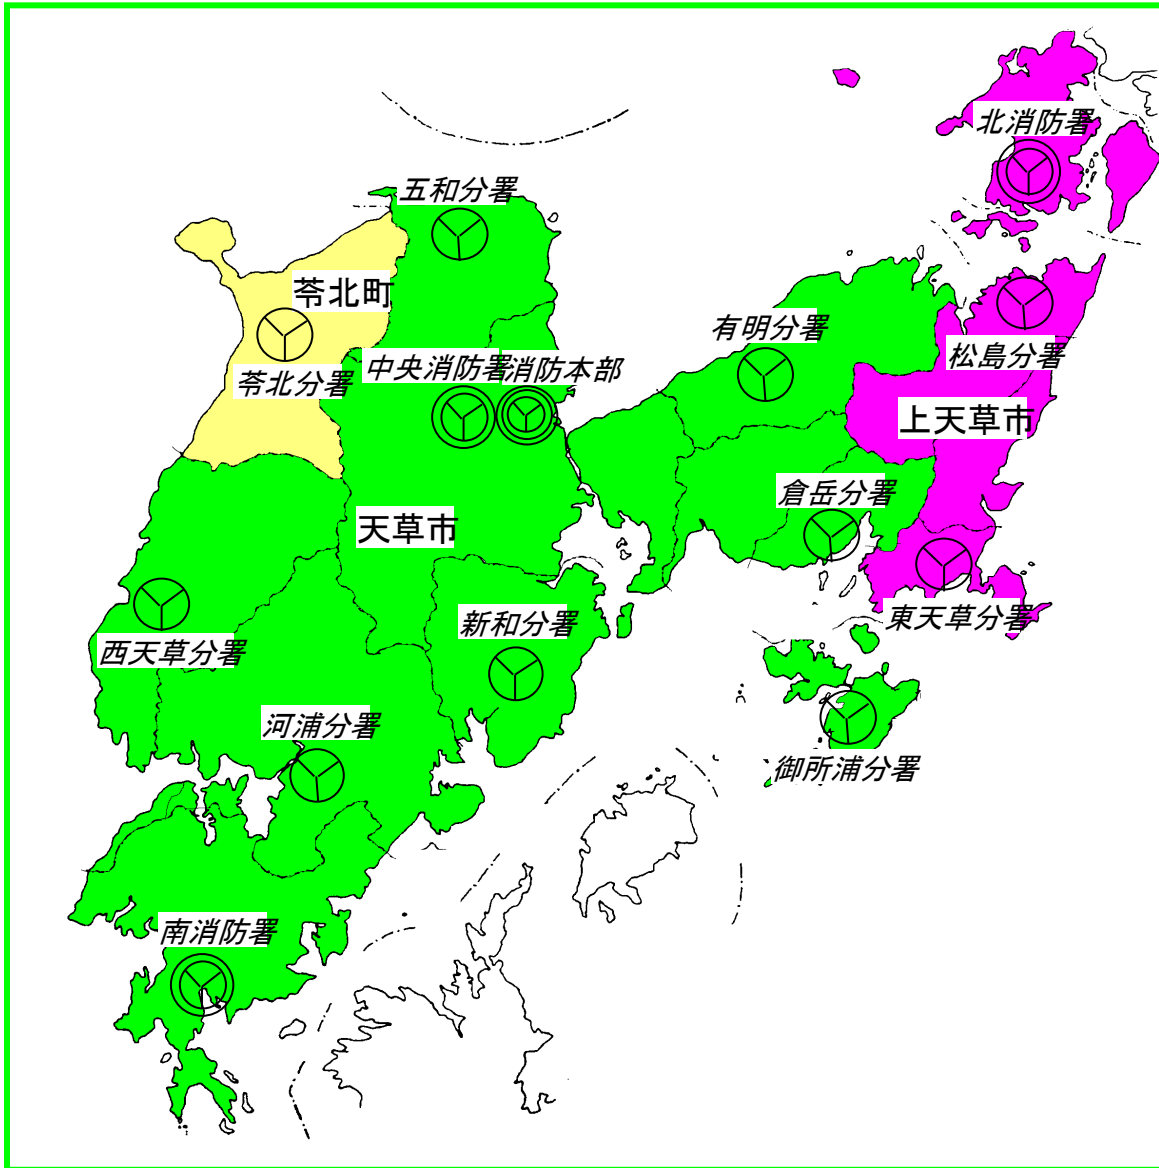 北消防署
五和分署
苓北町
有明分署
松島分署
苓北分署
中央消防署
消防本部
上天草市
倉岳分署
天草市
東天草分署
新和分署
西天草分署
河浦分署
御所浦分署
南消防署